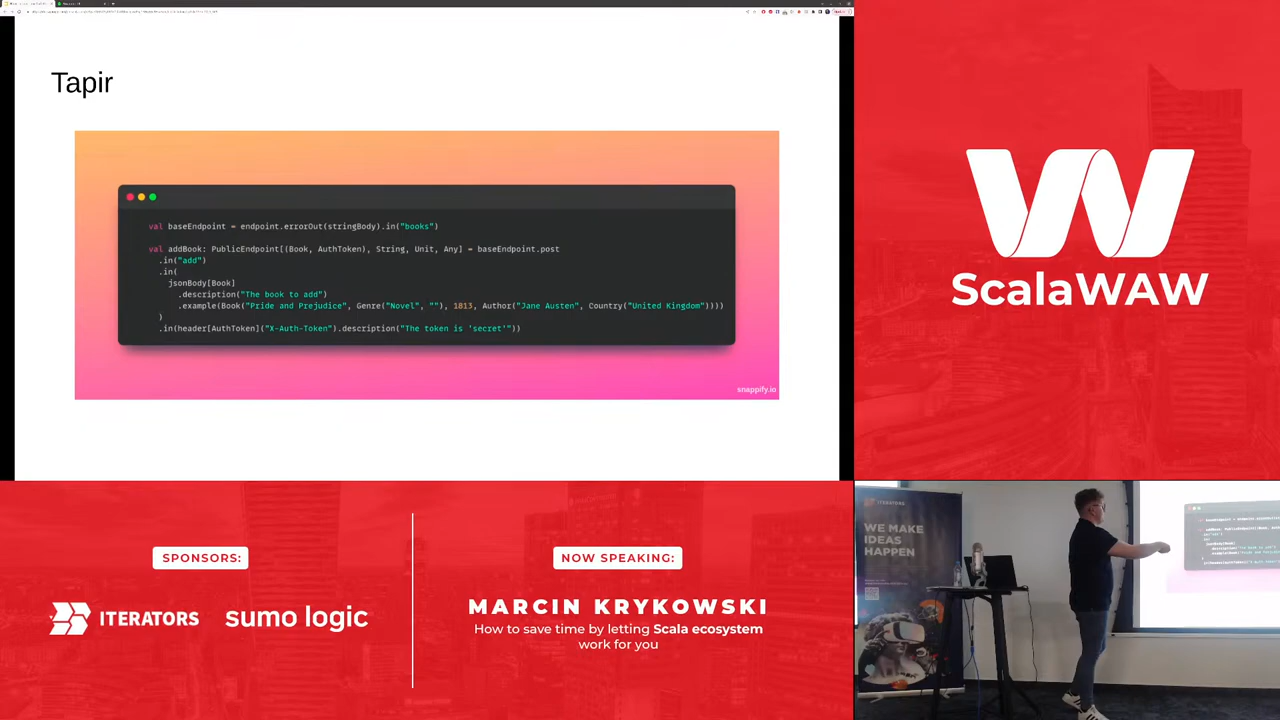 Tapir
val baseEndpoint = endpoint.errorOut(stringBody).in("books")
val addBook: PublicEndpoint[(Book, AuthToken), String, Unit, Any] = baseEndpoint.post
.in("add")
.in(
jsonBody[Book]
.description("The book to add")
.example(Book("Pride and Prejudice", Genre("Novel", ""), 1813, Author("Jane Austen", Country("United Kingdom"))))
)
.in(header[AuthToken]("X-Auth-Token").description("The token is 'secret'"))
snappify.io
ScalaWAW
SPONSORS:
ITERATORS
sumo logic
NOW SPEAKING:
MARCIN KRYKOWSKI
How to save time by letting Scala ecosystem
work for you
ITERATORS
WE MAKE
IDEAS
HAPPEN